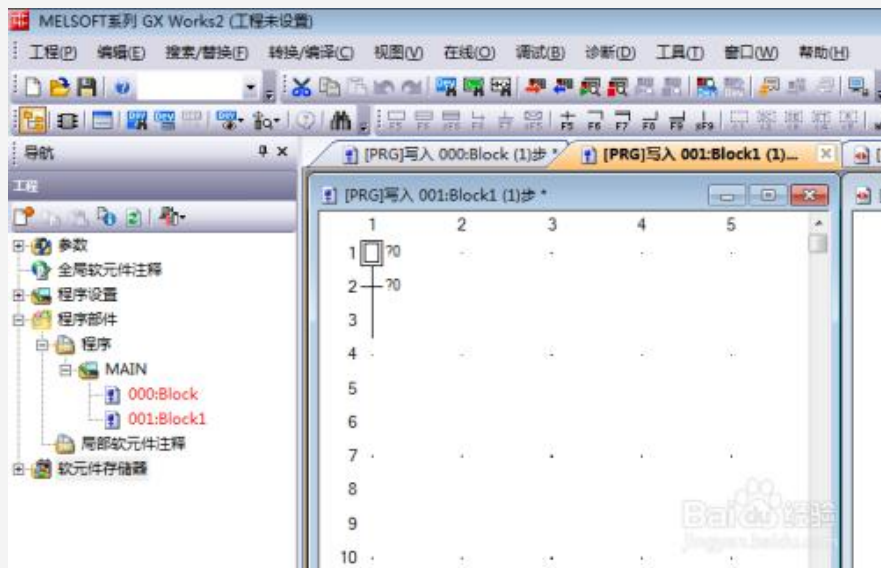 MELSOFT系列 GX Works2 (工程未设置)
工程(P) 编辑(E) 搜索/替换(F) 转换/编译(C) 视图(V) 在线(O) 调试(B) 诊断(D) 工具(T) 窗口(W) 帮助(H)
F5 F6 F7 F8 F9 sF9
导航
[PRG]写入 000:Block (1)步 *
[PRG]写入 001:Block1 (1)...
工程
[PRG]写入 001:Block1 (1)步 *
参数
全局软元件注释
程序设置
程序部件
程序
MAIN
000:Block
001:Block1
局部软元件注释
软元件存储器
1 2 3 4 5
1 ?0
2 ?0
3
4
5
6
7
8
9
10
Baidu经验